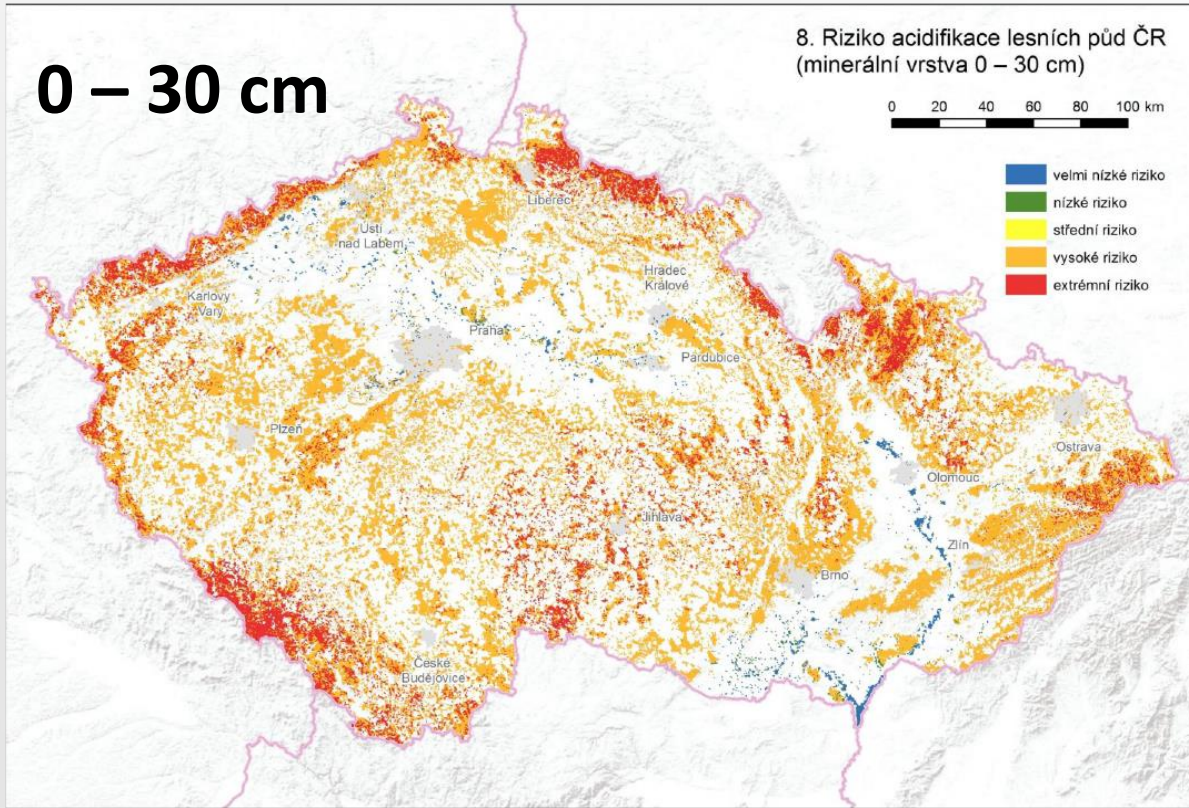 0 – 30 cm
8. Riziko acidifikace lesních půd ČR
(minerální vrstva 0 – 30 cm)
0 20 40 60 80 100 km
velmi nízké riziko
nízké riziko
střední riziko
vysoké riziko
extrémní riziko
Liberec
Ústí
nad Labem
Hradec
Králové
Karlovy
Vary
Praha
Pardubice
Plzeň
Ostrava
Olomouc
Jihlava
Zlín
Brno
České
Budějovice